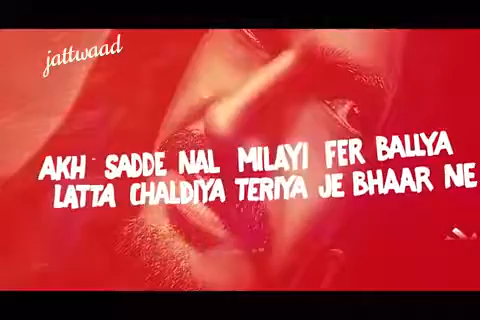 jattwaad
AKH SADDE NAL MILAYI FER BALLYA
LATTA CHALDIYA TERIYA JE BHAAR NE